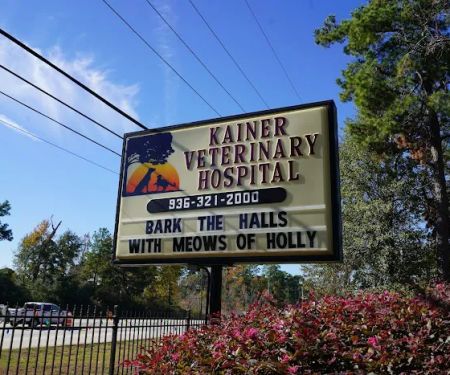 KAINER
VETERINARY
HOSPITAL
936-321-2000
BARK THE HALLS
WITH MEOWS OF HOLLY